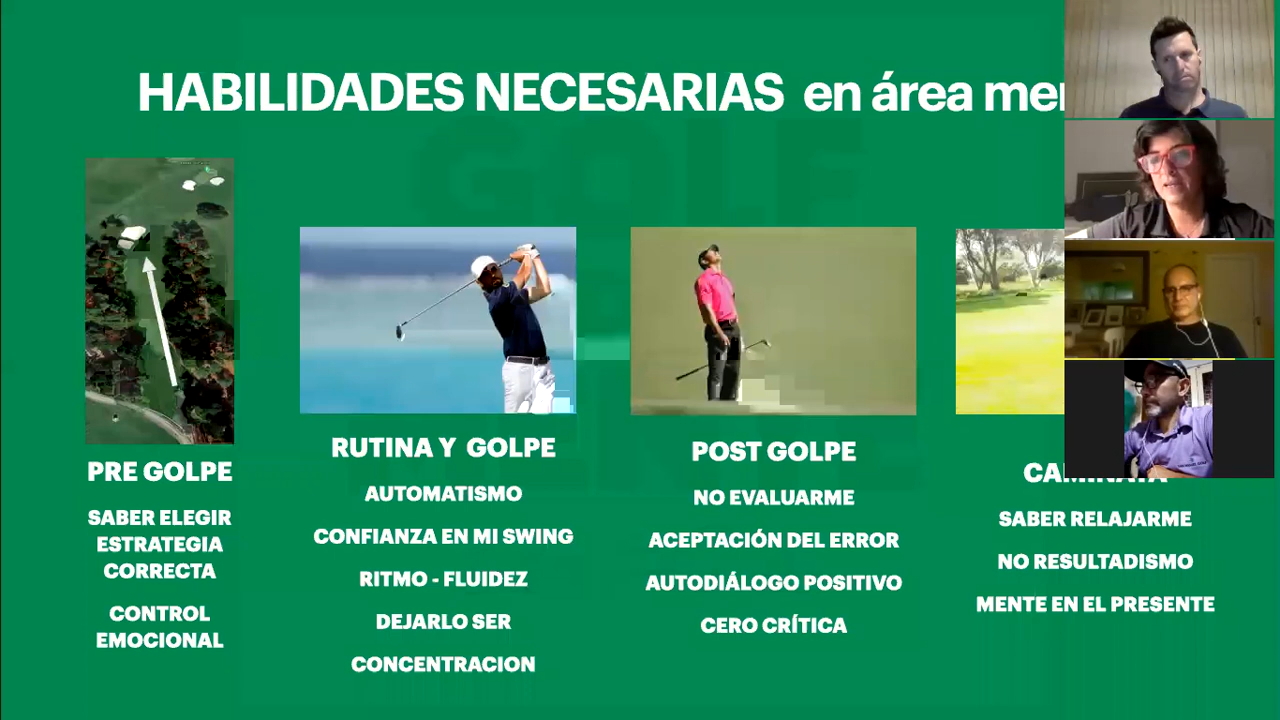 HABILIDADES NECESARIAS en área
PRE GOLPE
SABER ELEGIR
ESTRATEGIA
CORRECTA
CONTROL
EMOCIONAL
RUTINA Y GOLPE
AUTOMATISMO
CONFIANZA EN MI SWING
RITMO - FLUIDEZ
DEJARLO SER
CONCENTRACION
POST GOLPE
NO EVALUARME
ACEPTACIÓN DEL ERROR
AUTODIÁLOGO POSITIVO
CERO CRÍTICA
CAMINATA
SABER RELAJARME
NO RESULTADISMO
MENTE EN EL PRESENTE